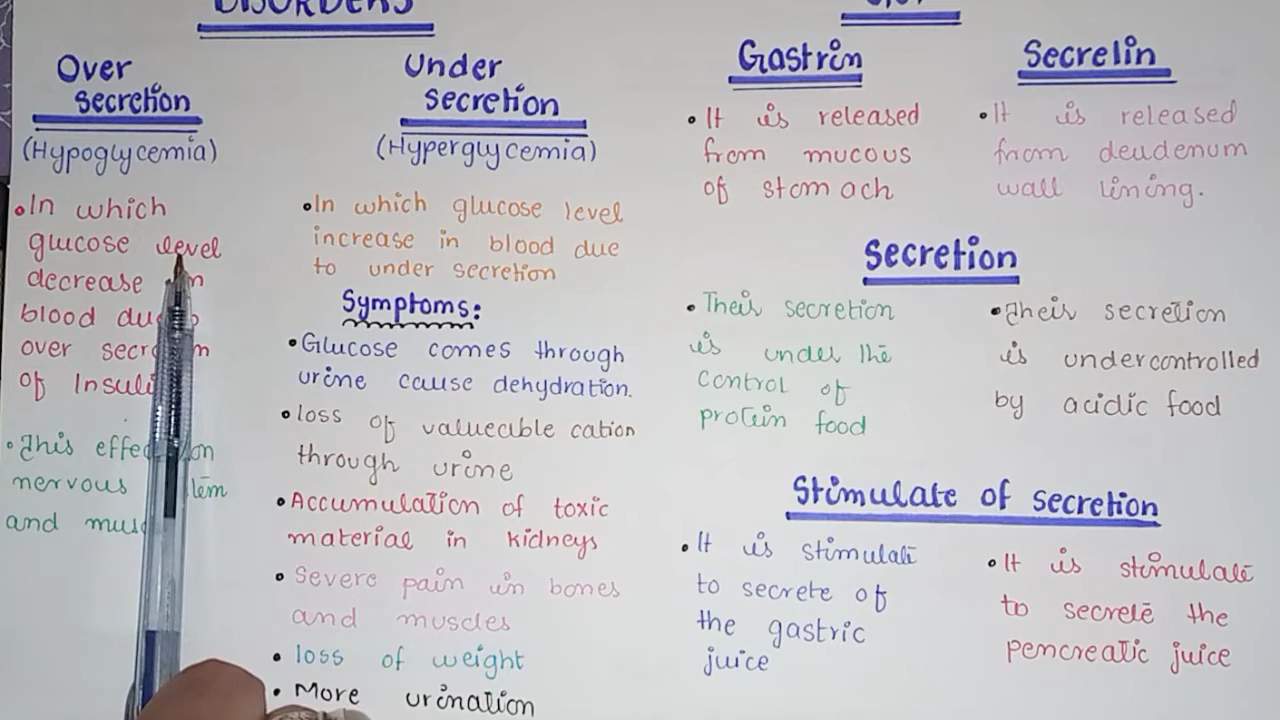 DISORDERS
Over
secretion
(Hypoglycemia)
• In which
glucose level
decrease
blood
over
of
• This
nervous
and
Under
secretion
(Hyperglycemia)
• In which glucose level
increase in blood due
to under secretion
Symptoms:
• Glucose comes through
urine cause dehydration.
• loss of valuecible cation
through urine
• Accumulation of toxic
material in kidneys
• Severe pain in bones
and muscles
• loss of weight
• More urination
Gastrin
• It is released
from mucous
of stomach
Secretin
• It is released
from deudenum
wall lining.
Secretion
• Their secretion
is under the
control of
protein food
• Their secretion
is undercontrolled
by acidic food
Stimulate of secretion
• It is stimulate
to secrete of
the gastric
juice
• It is stimulate
to secrete the
pencreatic juice